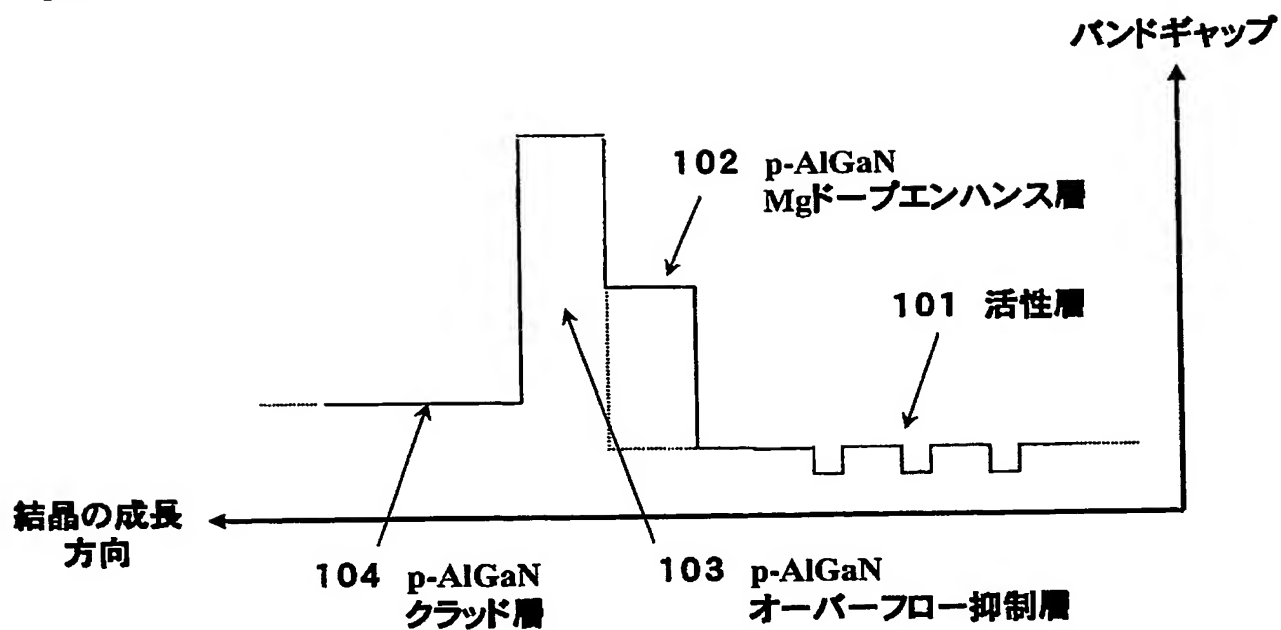 バンドギャップ
102 p-AlGaN
Mgドープエンハンス層
101 活性層
結晶の成長
方向
104 p-AlGaN
クラッド層
103 p-AlGaN
オーバーフロー抑制層